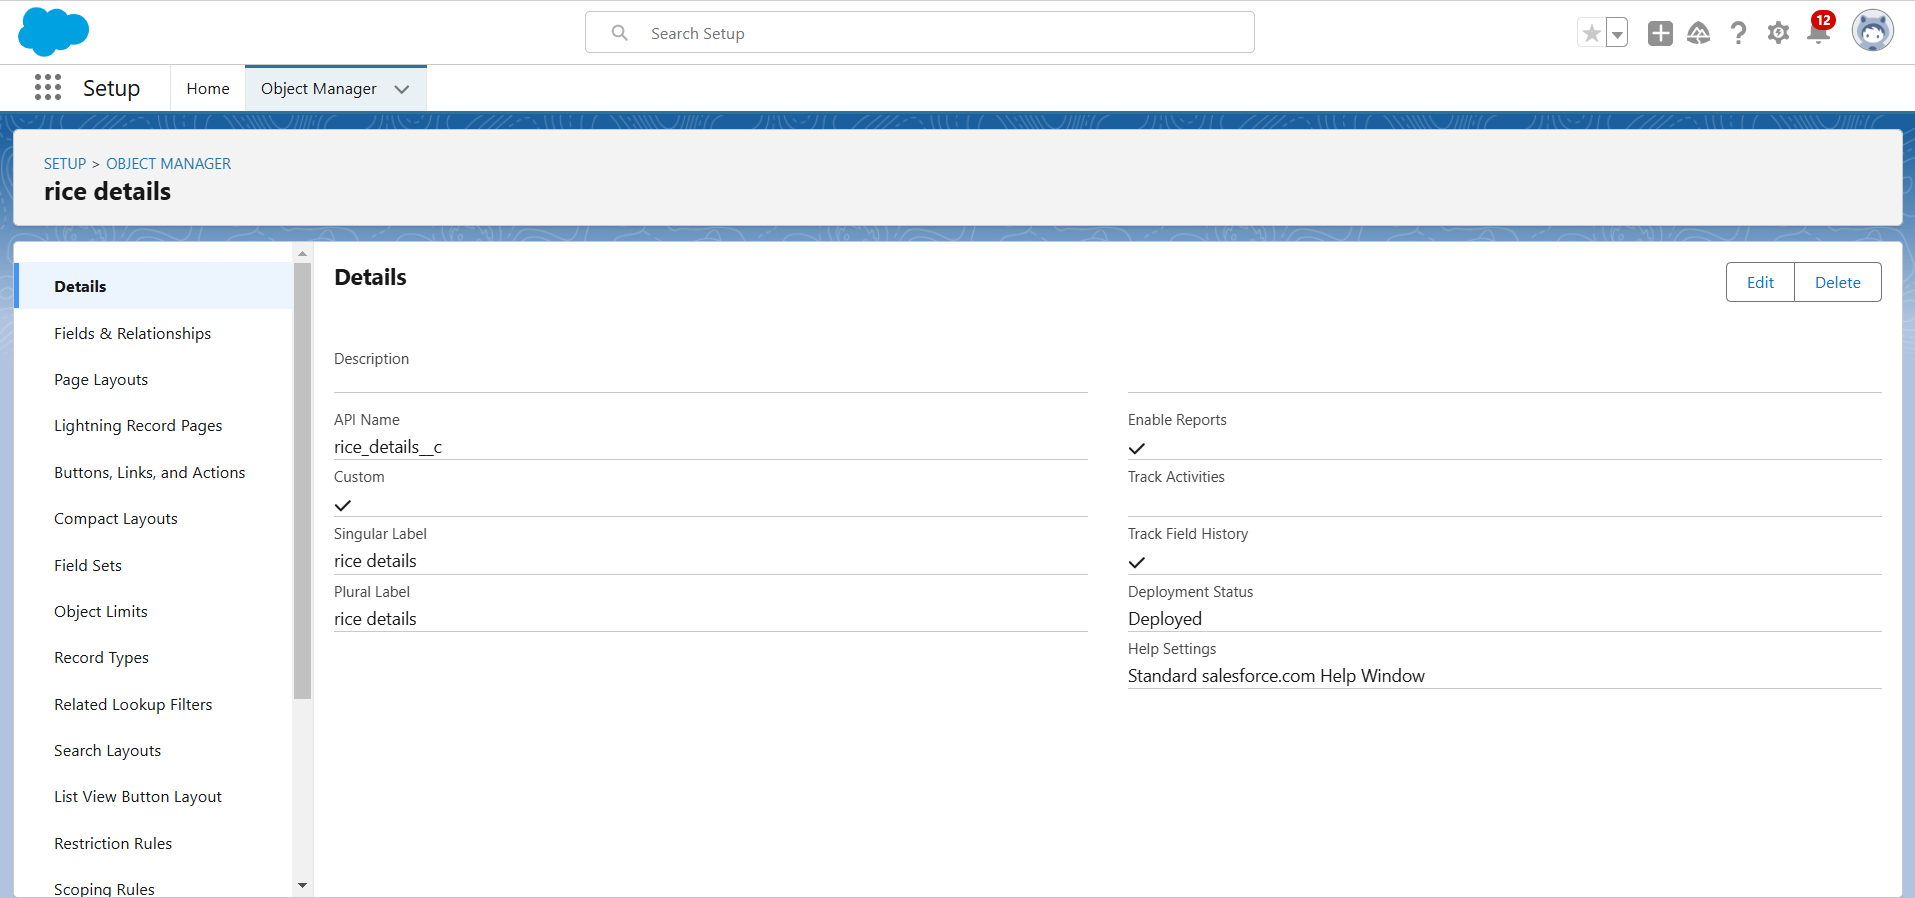 Search Setup
12
Setup
Home
Object Manager
SETUP > OBJECT MANAGER
rice details
Details
Fields & Relationships
Page Layouts
Lightning Record Pages
Buttons, Links, and Actions
Compact Layouts
Field Sets
Object Limits
Record Types
Related Lookup Filters
Search Layouts
List View Button Layout
Restriction Rules
Scoping Rules
Details
Edit
Delete
Description
API Name
rice_details__c
Custom
Singular Label
rice details
Plural Label
rice details
Enable Reports
Track Activities
Track Field History
Deployment Status
Deployed
Help Settings
Standard salesforce.com Help Window